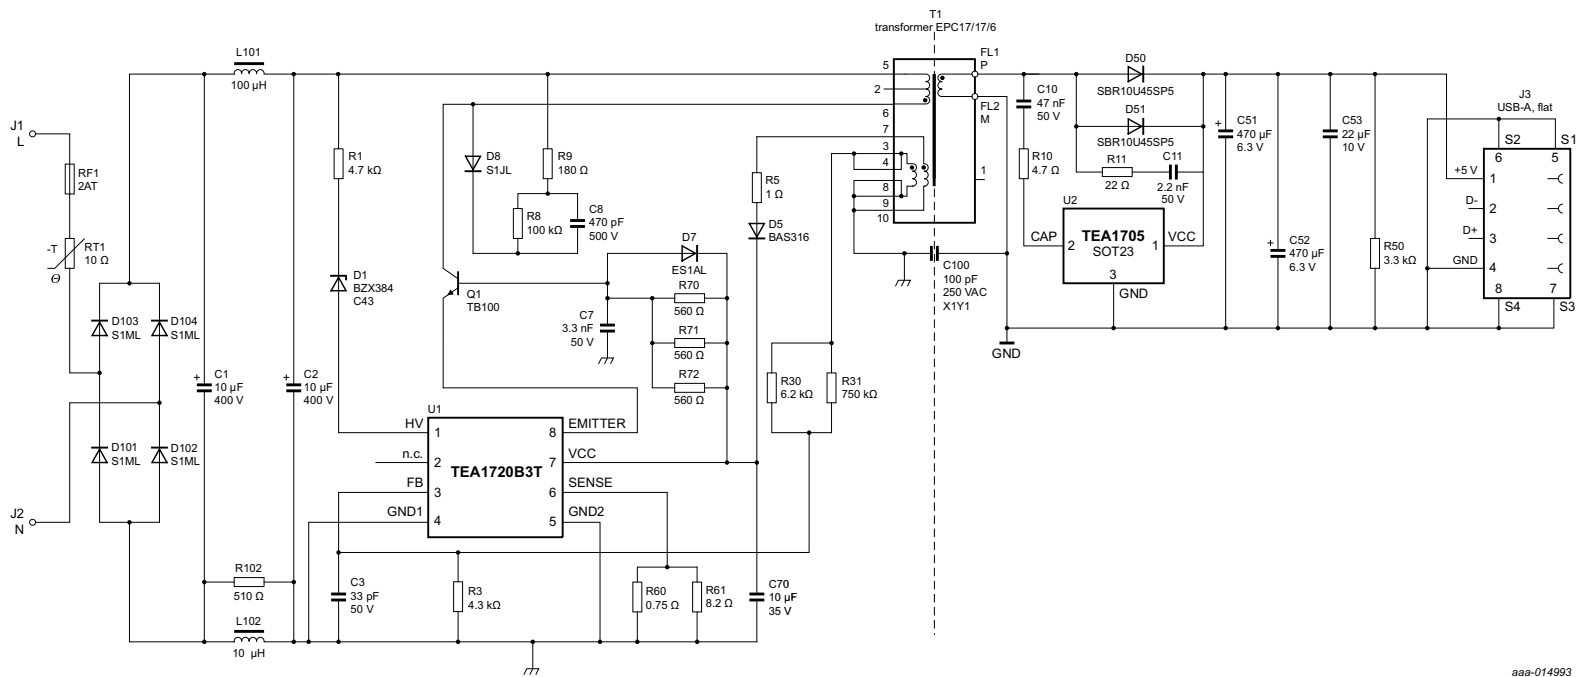 T1
transformer EPC17/17/6
L101
100 µH
J1
L
RF1
2AT
-T
RT1
10 Ω
Θ
D103
S1ML
D104
S1ML
D101
S1ML
D102
S1ML
J2
N
C1
10 µF
400 V
+
C2
10 µF
400 V
+
R102
510 Ω
L102
10 µH
R1
4.7 kΩ
D1
BZX384
C43
D8
S1JL
R9
180 Ω
R8
100 kΩ
C8
470 pF
500 V
Q1
TB100
D7
ES1AL
R70
560 Ω
R71
560 Ω
R72
560 Ω
C7
3.3 nF
50 V
R5
1 Ω
D5
BAS316
U1
TEA1720B3T
HV
1
n.c.
2
FB
3
GND1
4
8
EMITTER
7
VCC
6
SENSE
5
GND2
C3
33 pF
50 V
R3
4.3 kΩ
R60
0.75 Ω
R61
8.2 Ω
C70
10 µF
35 V
R30
6.2 kΩ
R31
750 kΩ
5
2
6
7
3
4
8
9
10
1
FL1
P
FL2
M
C100
100 pF
250 VAC
X1Y1
GND
C10
47 nF
50 V
R10
4.7 Ω
D50
SBR10U45SP5
D51
SBR10U45SP5
R11
22 Ω
C11
2.2 nF
50 V
U2
TEA1705
SOT23
CAP
2
1
VCC
3
GND
+
C51
470 µF
6.3 V
+
C52
470 µF
6.3 V
C53
22 µF
10 V
R50
3.3 kΩ
J3
USB-A, flat
S2
S1
6
5
+5 V
1
D-
2
D+
3
GND
4
8
7
S4
S3
aaa-014993